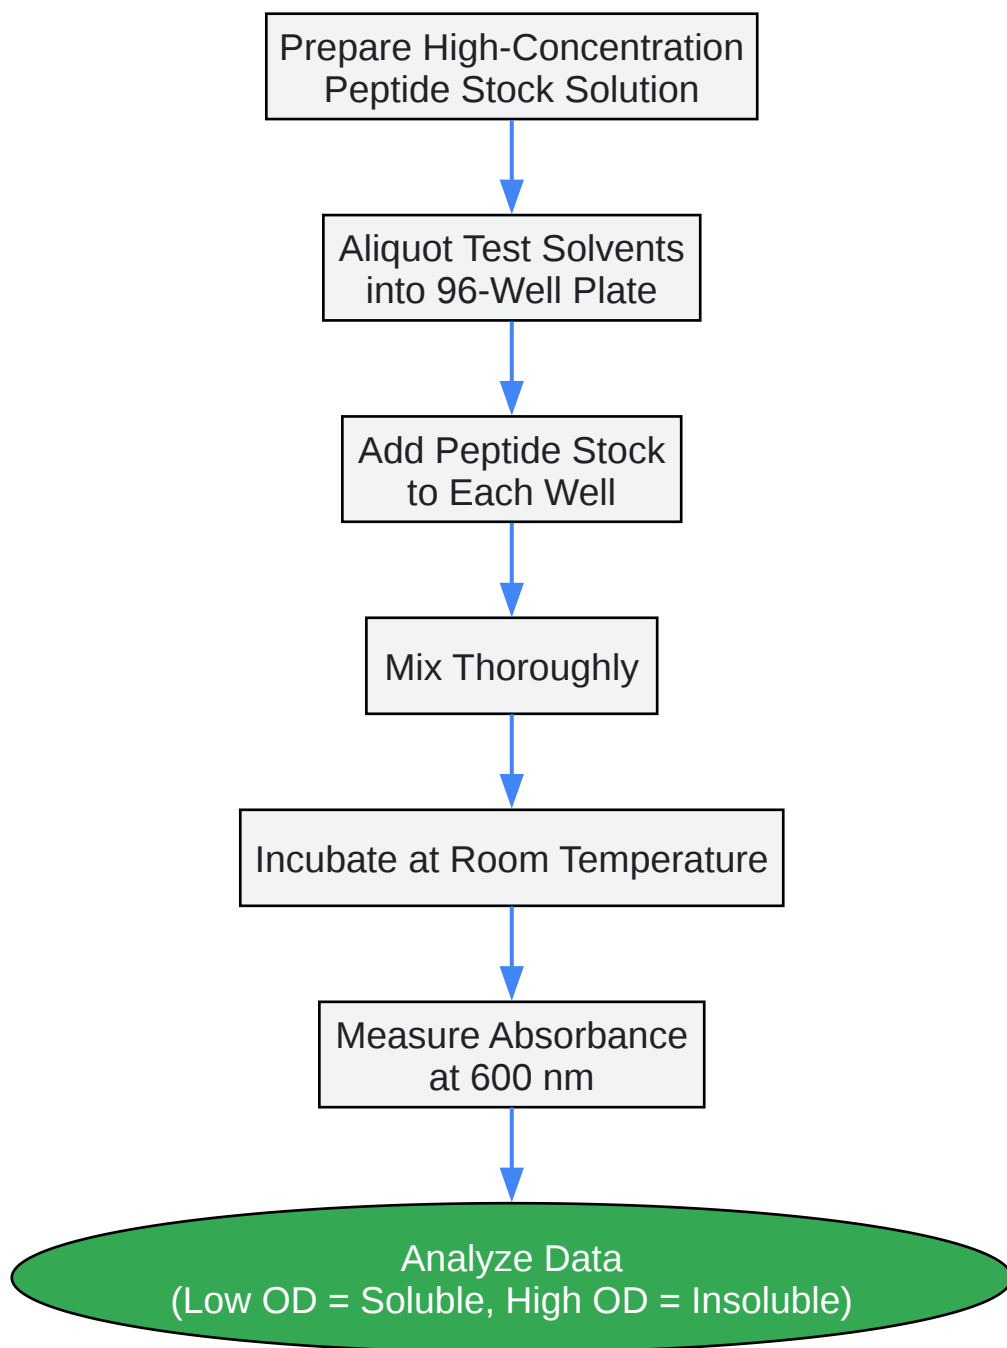 Prepare High-Concentration
Peptide Stock Solution
Aliquot Test Solvents
into 96-Well Plate
Add Peptide Stock
to Each Well
Mix Thoroughly
Incubate at Room Temperature
Measure Absorbance
at 600 nm
Analyze Data
(Low OD = Soluble, High OD = Insoluble)